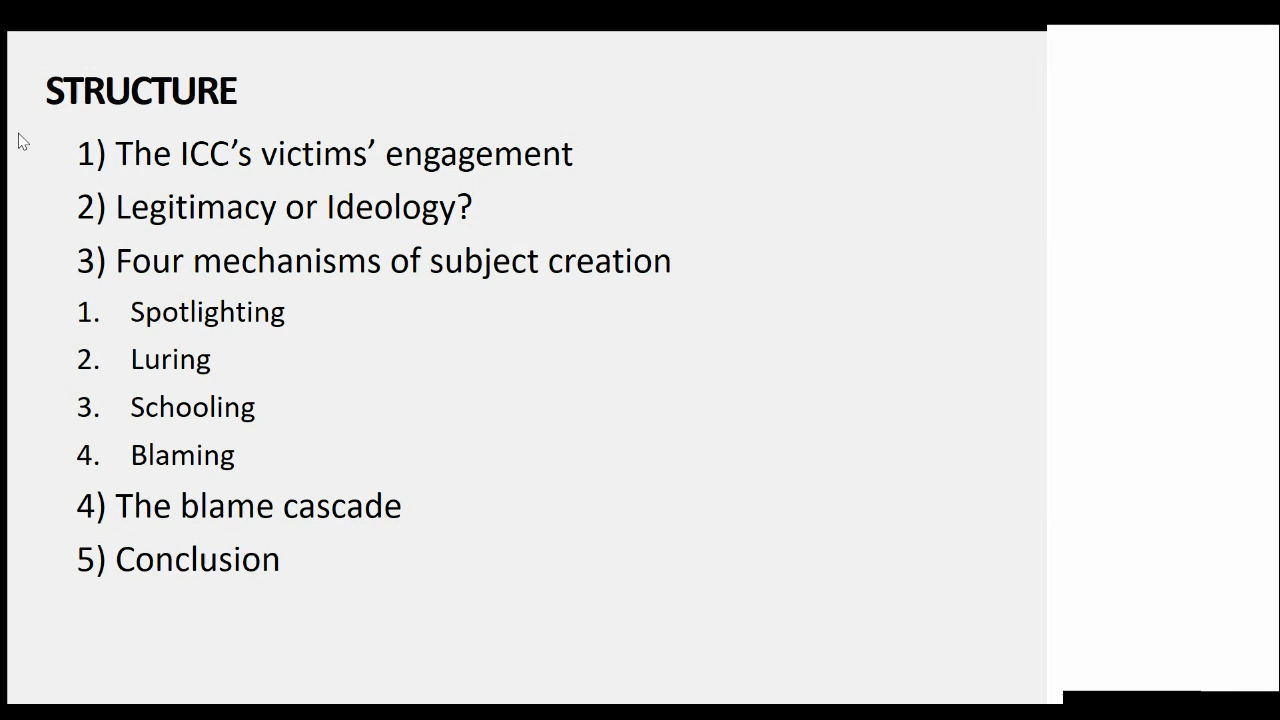 STRUCTURE
1) The ICC’s victims’ engagement
2) Legitimacy or Ideology?
3) Four mechanisms of subject creation
1. Spotlighting
2. Luring
3. Schooling
4. Blaming
4) The blame cascade
5) Conclusion